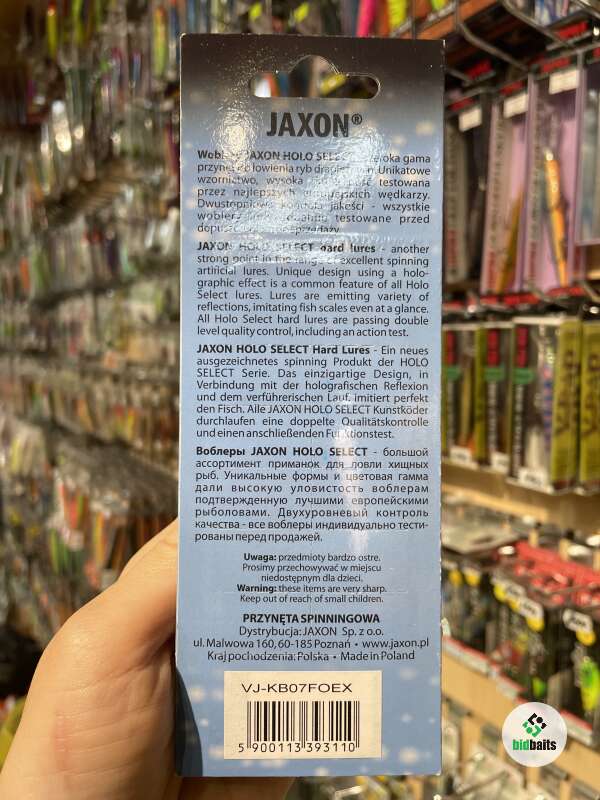 JAXON®
JAXON HOLO SELECT szeroka gama
łowienia ryb Unikatowe
wzornictwo, wysoka testowana
przez najlepszych wędkarzy.
Dwustopniowa kontrola jakości - wszystkie
testowane przed
JAXON HOLO SELECT hard lures - another
strong point in the range of excellent spinning
artificial lures. Unique design using a holo-
graphic effect is a common feature of all Holo
Select lures. Lures are emitting variety of
reflections, imitating fish scales even at a glance.
All Holo Select hard lures are passing double
level quality control, including an action test.
JAXON HOLO SELECT Hard Lures - Ein neues
ausgezeichnetes spinning Produkt der HOLO
SELECT Serie. Das einzigartige Design, in
Verbindung mit der holografischen Reflexion
und dem verführerischen Lauf, imitiert perfekt
den Fisch. Alle JAXON HOLO SELECT Kunstköder
durchlaufen eine doppelte Qualitätskontrolle
und einen anschließenden Funktionstest.
Воблеры JAXON HOLO SELECT - большой
ассортимент приманок для ловли хищных
рыб. Уникальные формы и цветовая гамма
дали высокую уловистость воблерам
подтвержденную лучшими европейскими
рыболовами. Двухуровневый контроль
качества - все воблеры индивидуально тести-
рованы перед продажей.
Uwaga: przedmioty bardzo ostre.
Prosimy przechowywać w miejscu
niedostępnym dla dzieci.
Warning: these items are very sharp.
Keep out of reach of small children.
PRZYNĘTA SPINNINGOWA
Dystrybucja: JAXON Sp. z o.o.
ul. Malwowa 160, 60-185 Poznań • www.jaxon.pl
Kraj pochodzenia: Polska • Made in Poland
VJ-KB07FOEX
5 900113 393110
bidbaits